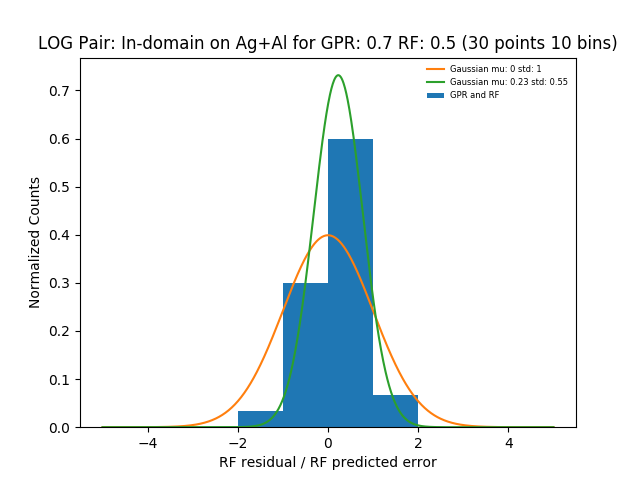 LOG Pair: In-domain on Ag+Al for GPR: 0.7 RF: 0.5 (30 points 10 bins)
Gaussian mu: 0 std: 1
Gaussian mu: 0.23 std: 0.55
GPR and RF
Normalized Counts
0.7
0.6
0.5
0.4
0.3
0.2
0.1
0.0
−4 −2 0 2 4
RF residual / RF predicted error